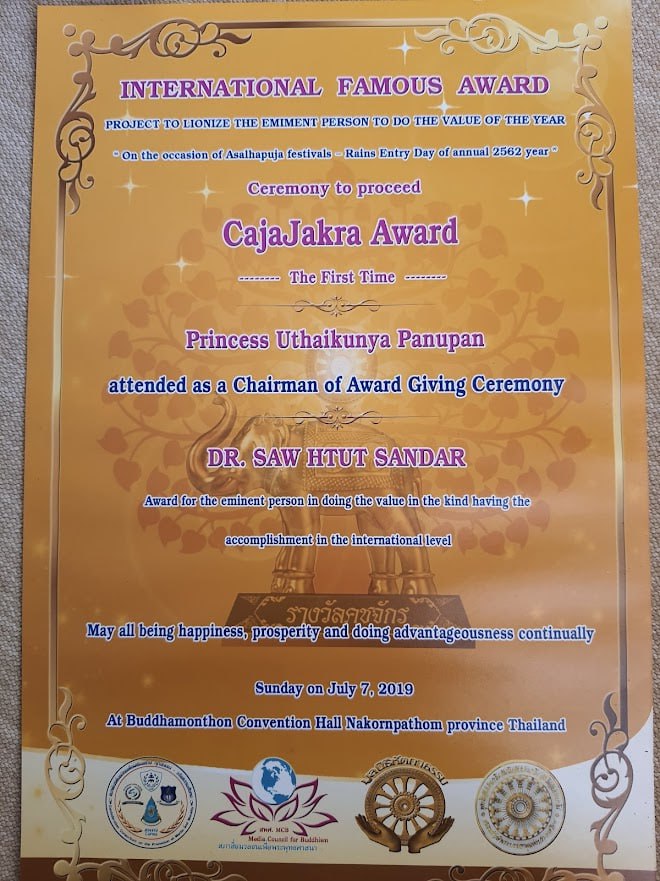 INTERNATIONAL FAMOUS AWARD
PROJECT TO LIONIZE THE EMIMENT PERSON TO DO THE VALUE OF THE YEAR
" On the occasion of Asalhapuja festivals – Rains Entry Day of annual 2562 year "
Ceremony to proceed
CajaJakra Award
-------- The First Time --------
Princess Uthaikunya Panupan
attended as a Chairman of Award Giving Ceremony
DR. SAW HTUT SANDAR
Award for the eminent person in doing the value in the kind having the
accomplishment in the international level
รางวัลคชจักร
May all being happiness, prosperity and doing advantageousness continually
Sunday on July 7, 2019
At Buddhamonthon Convention Hall Nakornpathom province Thailand
สพศ. MCB
Media Council for Buddhism
สภาสื่อมวลชนเพื่อพระพุทธศาสนา